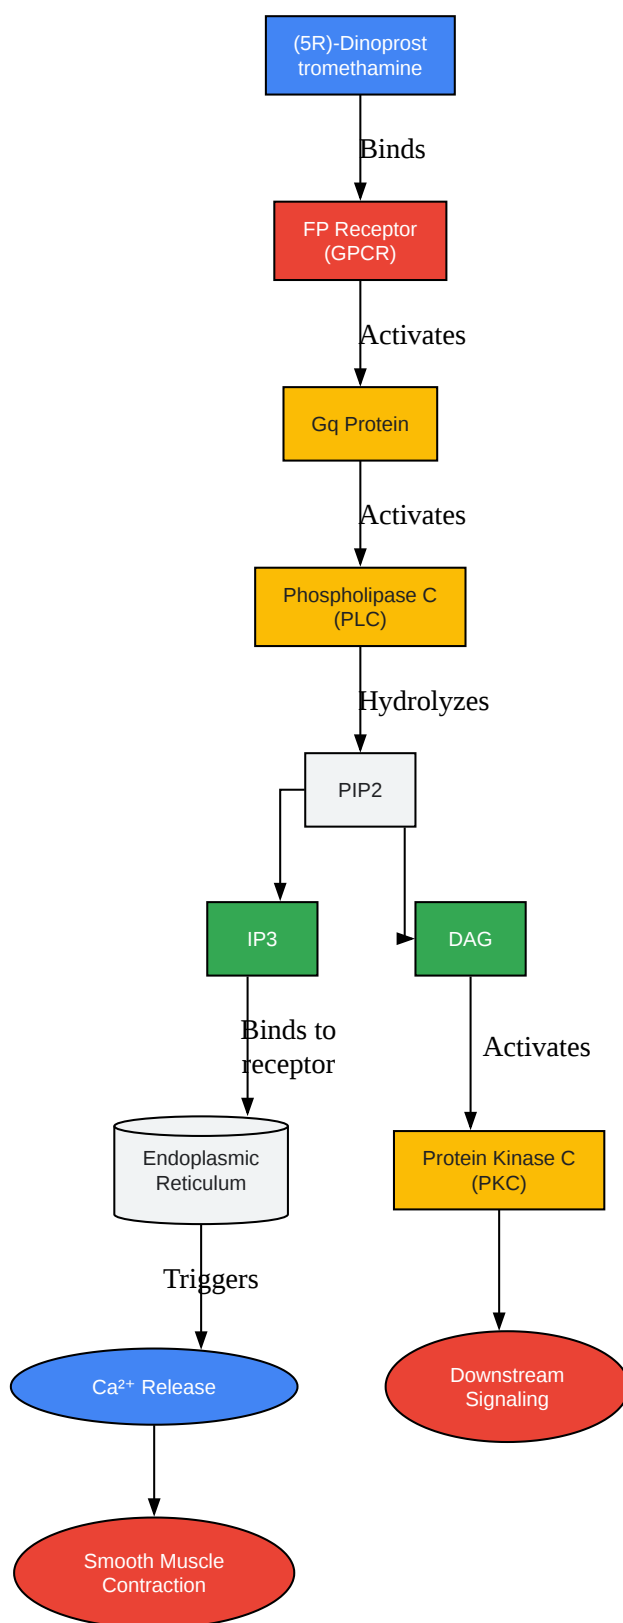 (5R)-Dinoprost
tromethamine
Binds
FP Receptor
(GPCR)
Activates
Gq Protein
Activates
Phospholipase C
(PLC)
Hydrolyzes
PIP2
IP3
DAG
Binds to
receptor
Activates
Endoplasmic
Reticulum
Protein Kinase C
(PKC)
Triggers
Ca²⁺ Release
Downstream
Signaling
Smooth Muscle
Contraction